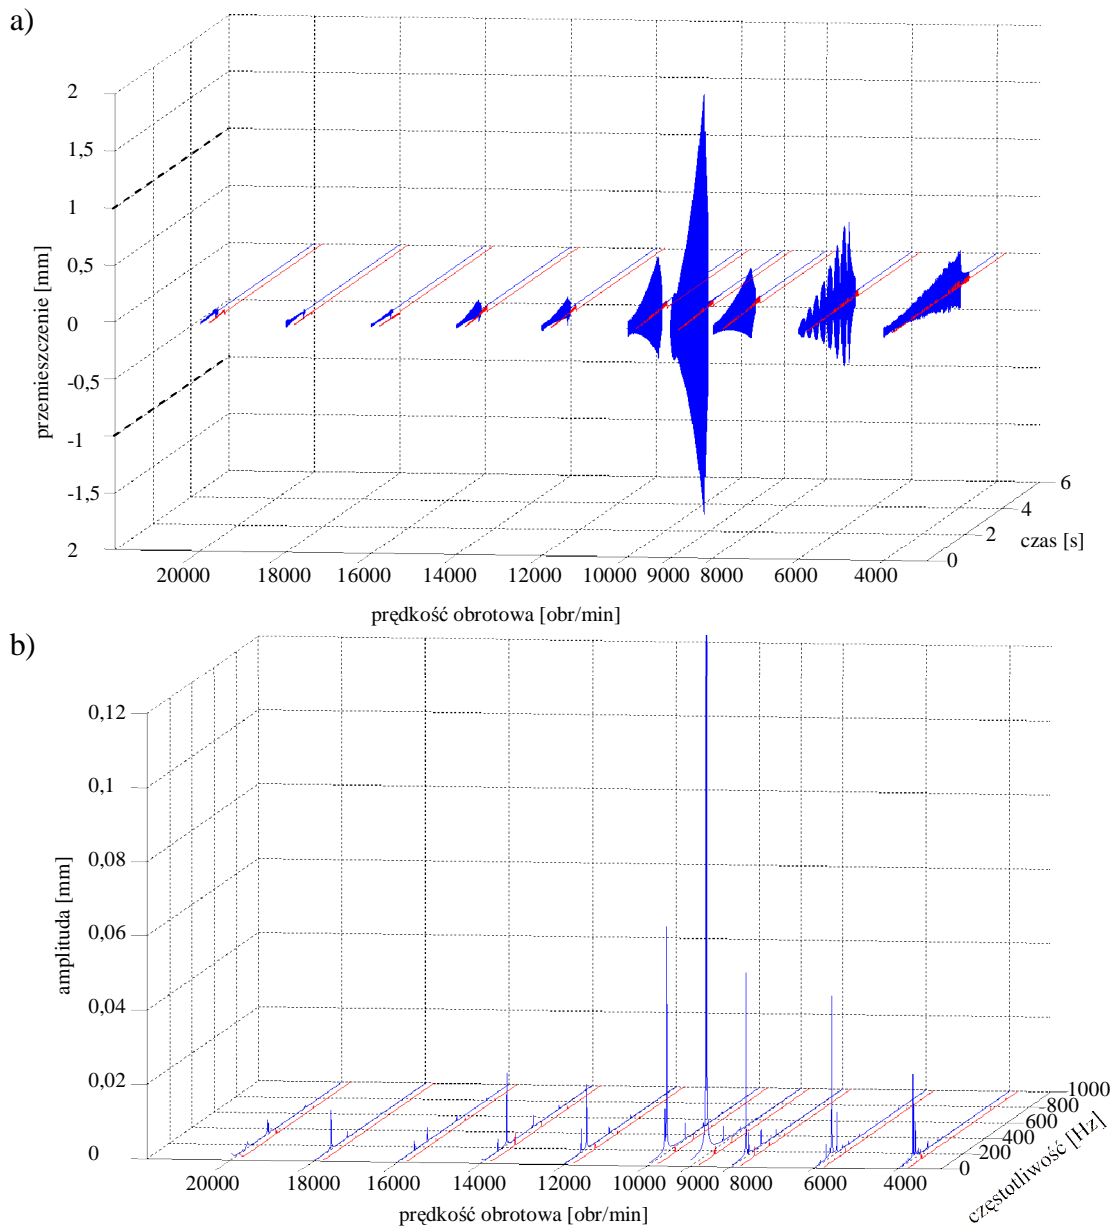 a)
2
1,5
1
0,5
0
-0,5
-1
-1,5
2
przemieszczenie [mm]
20000 18000 16000 14000 12000 10000 9000 8000 6000 4000
prędkość obrotowa [obr/min]
0 2 4 6
czas [s]
b)
0,12
0,1
0,08
0,06
0,04
0,02
0
amplituda [mm]
20000 18000 16000 14000 12000 10000 9000 8000 6000 4000
prędkość obrotowa [obr/min]
0 200 400 600 800 1000
częstotliwość [Hz]